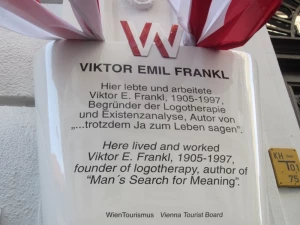 W
VIKTOR EMIL FRANKL
Hier lebte und arbeitete
Viktor E. Frankl, 1905-1997,
Begründer der Logotherapie
und Existenzanalyse, Autor von
„...trotzdem Ja zum Leben sagen".
Here lived and worked
Viktor E. Frankl, 1905-1997,
founder of logotherapy, author of
"Man´s Search for Meaning".
WienTourismus Vienna Tourist Board
KH